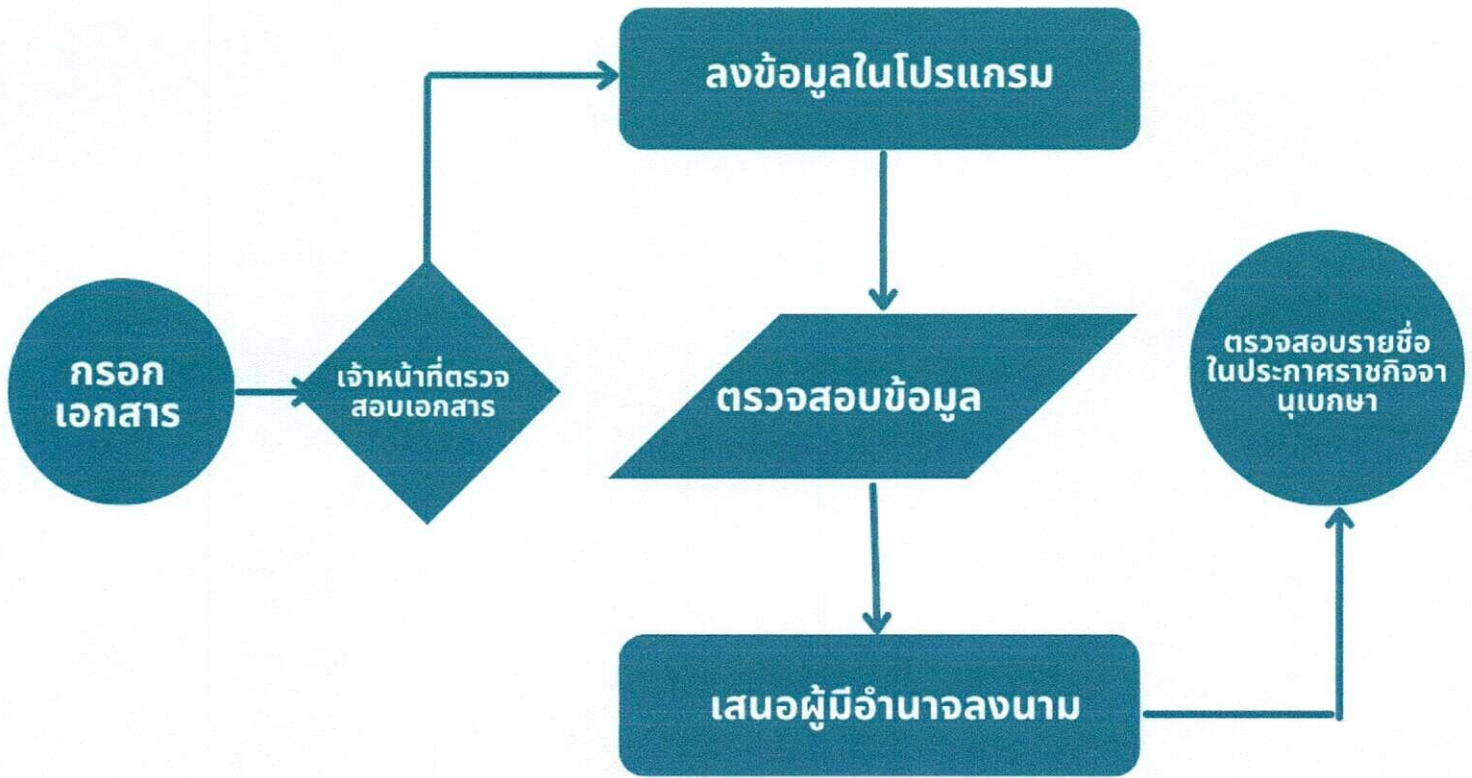 กรอก
เอกสาร
เจ้าหน้าที่ตรวจ
สอบเอกสาร
ลงข้อมูลในโปรแกรม
ตรวจสอบข้อมูล
เสนอผู้มีอำนาจลงนาม
ตรวจสอบรายชื่อ
ในประกาศราชกิจจา
นุเบกษา